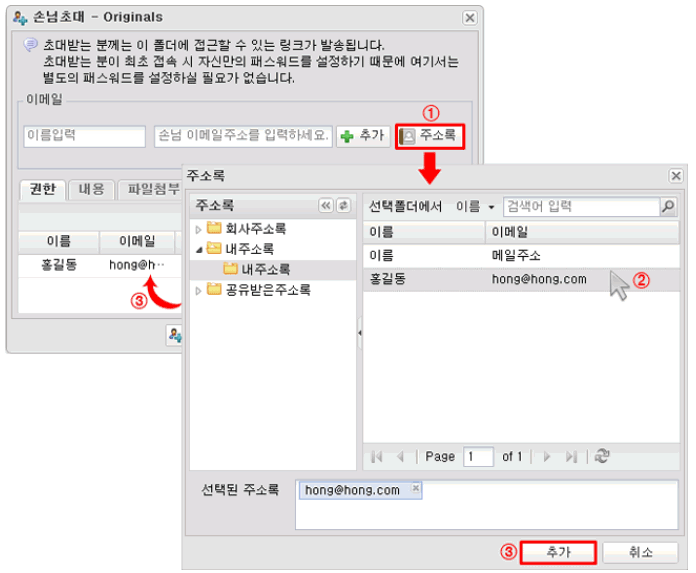 손님초대 - Originals
초대받는 분께는 이 폴더에 접근할 수 있는 링크가 발송됩니다.
초대받는 분이 최초 접속 시 자신만의 패스워드를 설정하기 때문에 여기서는
별도의 패스워드를 설정하실 필요가 없습니다.
이메일
①
이름입력 손님 이메일주소를 입력하세요. 추가 주소록
권한 내용 파일첨부
이름 이메일
홍길동 hong@h···
③
주소록
주소록
회사주소록
내주소록
내주소록
공유받은주소록
선택폴더에서 이름 검색어 입력
이름 이메일
이름 메일주소
홍길동 hong@hong.com ②
Page 1 of 1
선택된 주소록 hong@hong.com
③ 추가 취소